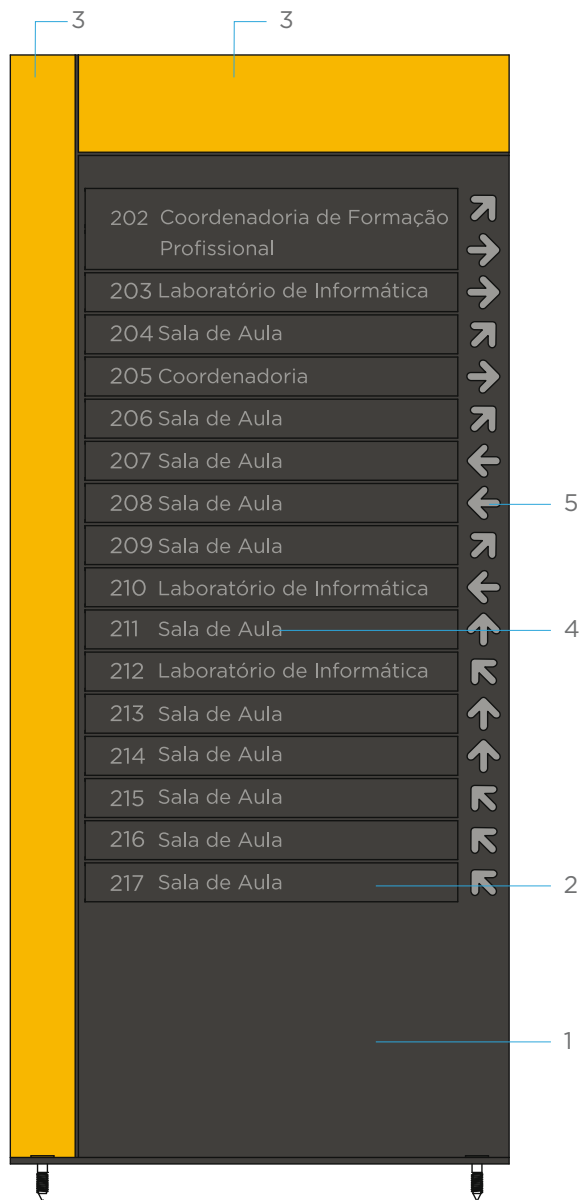 3 3
202 Coordenadoria de Formação
Profissional
203 Laboratório de Informática
204 Sala de Aula
205 Coordenadoria
206 Sala de Aula
207 Sala de Aula
208 Sala de Aula 5
209 Sala de Aula
210 Laboratório de Informática
211 Sala de Aula 4
212 Laboratório de Informática
213 Sala de Aula
214 Sala de Aula
215 Sala de Aula
216 Sala de Aula
217 Sala de Aula 2
1